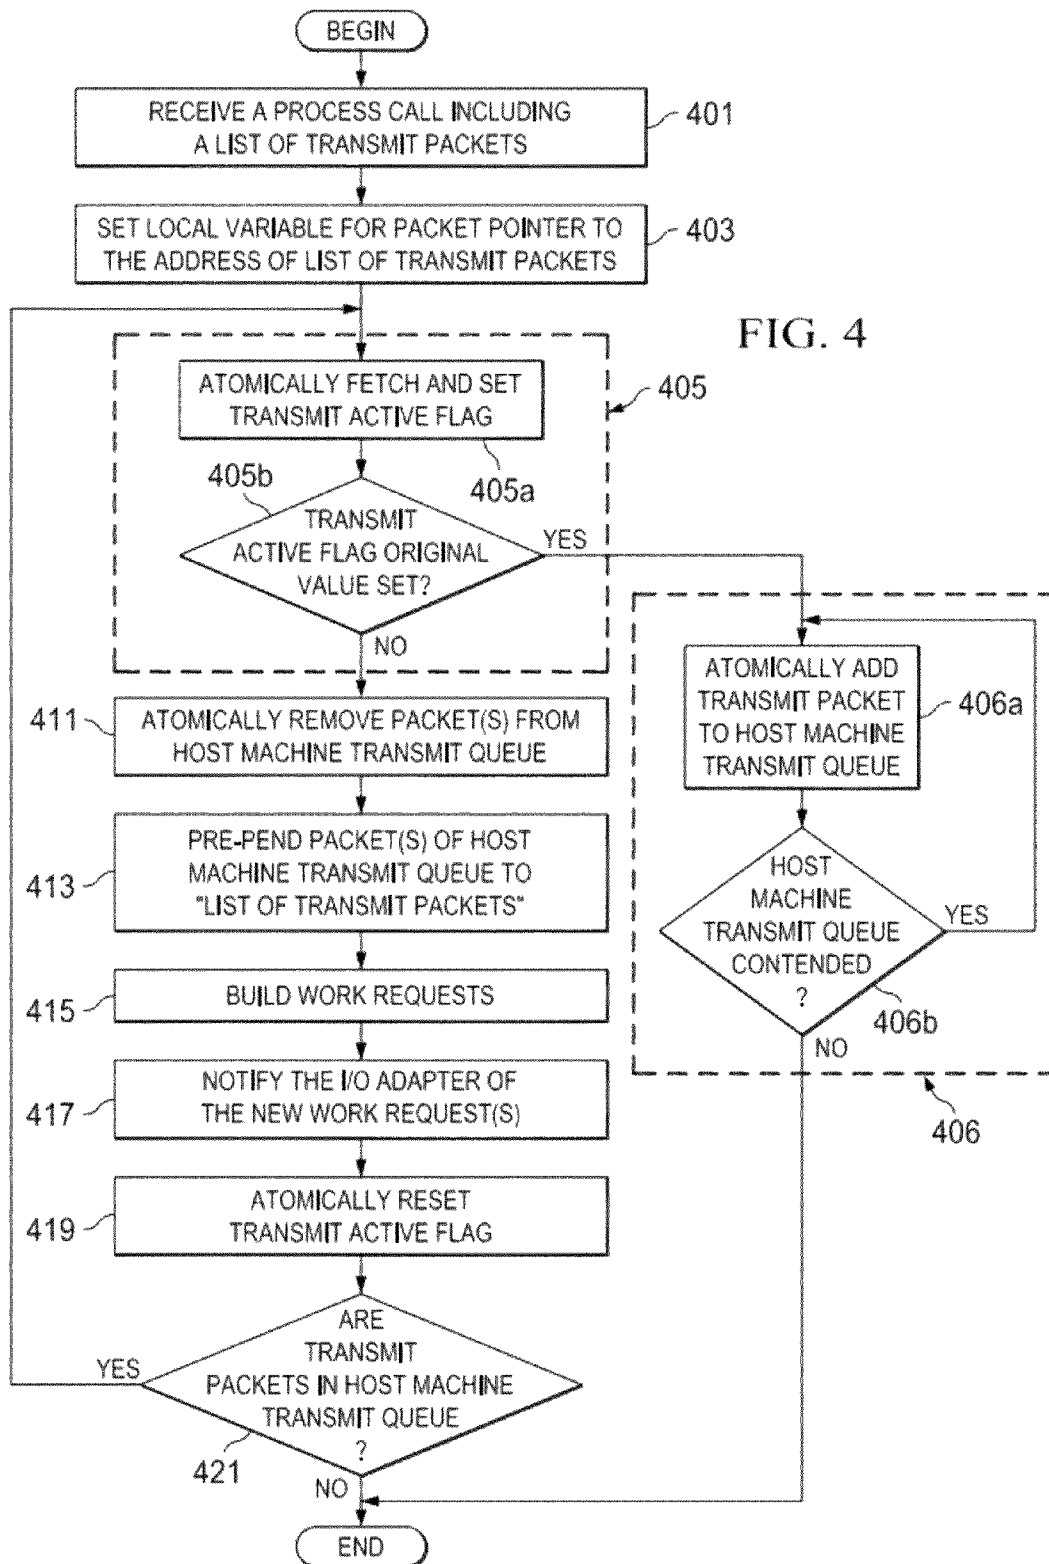 BEGIN
RECEIVE A PROCESS CALL INCLUDING
A LIST OF TRANSMIT PACKETS
401
SET LOCAL VARIABLE FOR PACKET POINTER TO
THE ADDRESS OF LIST OF TRANSMIT PACKETS
403
FIG. 4
ATOMICALLY FETCH AND SET
TRANSMIT ACTIVE FLAG
405
405b
405a
TRANSMIT
ACTIVE FLAG ORIGINAL
VALUE SET?
YES
NO
ATOMICALLY ADD
TRANSMIT PACKET
TO HOST MACHINE
TRANSMIT QUEUE
406a
411
ATOMICALLY REMOVE PACKET(S) FROM
HOST MACHINE TRANSMIT QUEUE
413
PRE-PEND PACKET(S) OF HOST
MACHINE TRANSMIT QUEUE TO
"LIST OF TRANSMIT PACKETS"
HOST
MACHINE
TRANSMIT QUEUE
CONTENDED
?
YES
406b
NO
406
415
BUILD WORK REQUESTS
417
NOTIFY THE I/O ADAPTER OF
THE NEW WORK REQUEST(S)
419
ATOMICALLY RESET
TRANSMIT ACTIVE FLAG
YES
ARE
TRANSMIT
PACKETS IN HOST MACHINE
TRANSMIT QUEUE
?
421
NO
END